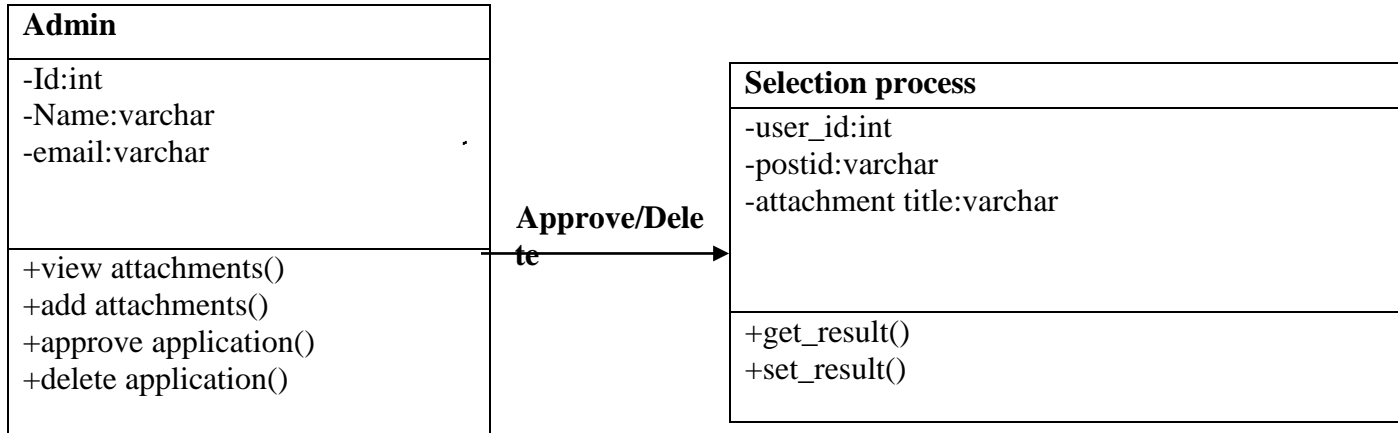 Admin
-Id:int
-Name:varchar
-email:varchar
+view attachments()
+add attachments()
+approve application()
+delete application()
Approve/Dele
te
Selection process
-user_id:int
-postid:varchar
-attachment title:varchar
+get_result()
+set_result()